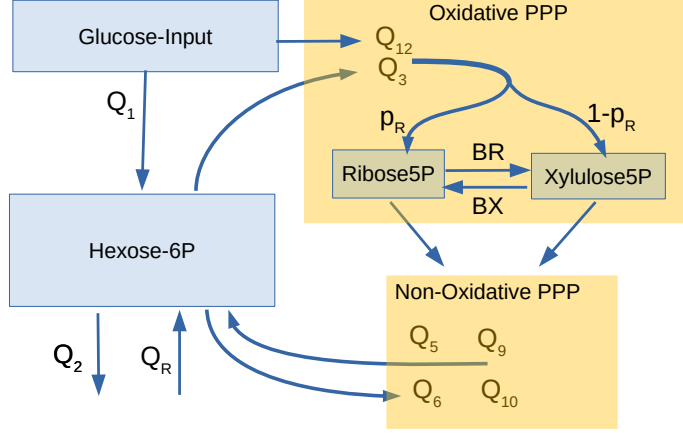 Oxidative PPP
Glucose-Input
Q12
Q3
Q1
pR
1-pR
BR
Ribose5P
Xylulose5P
BX
Hexose-6P
Non-Oxidative PPP
Q5
Q9
Q2
QR
Q6
Q10